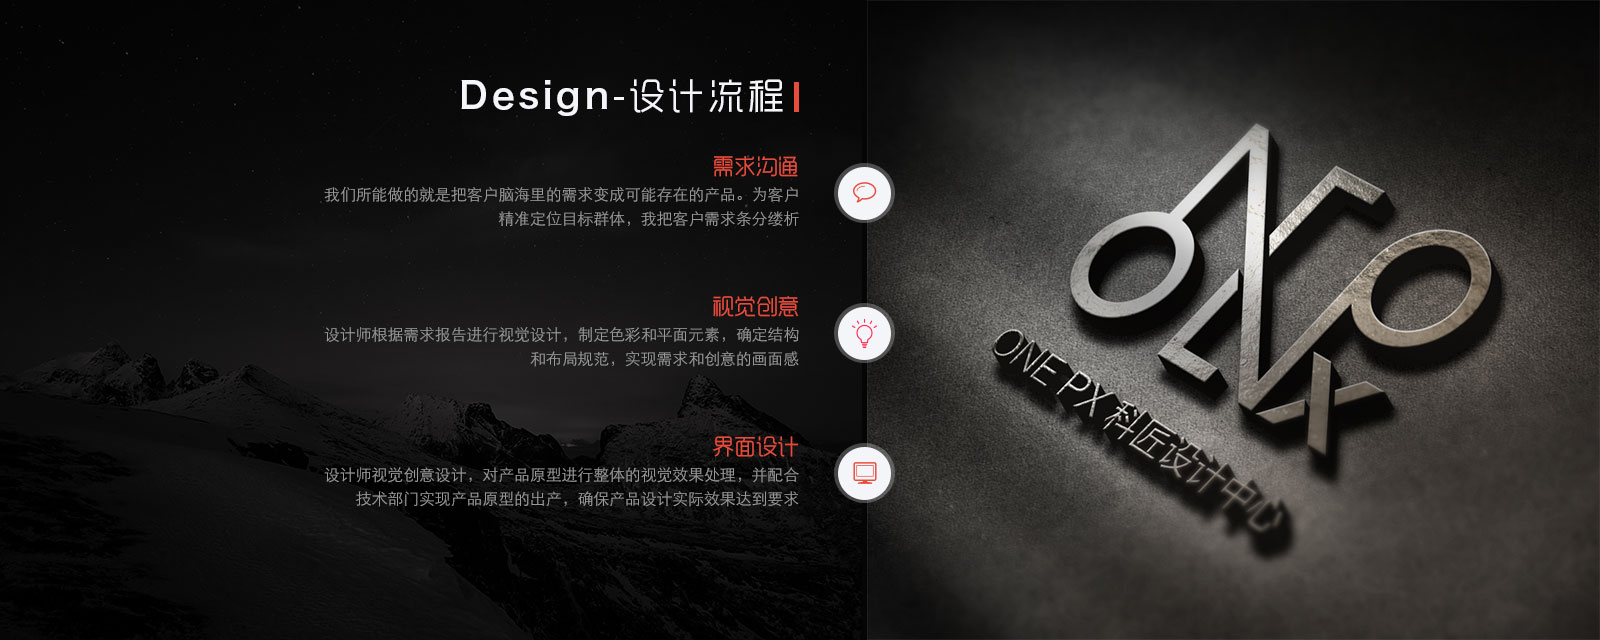 Design-设计流程
需求沟通
我们所能做的就是把客户脑海里的需求变成可能存在的产品。为客户
精准定位目标群体，我把客户需求条分缕析
视觉创意
设计师根据需求报告进行视觉设计，制定色彩和平面元素，确定结构
和布局规范，实现需求和创意的画面感
界面设计
设计师视觉创意设计，对产品原型进行整体的视觉效果处理，并配合
技术部门实现产品原型的出产，确保产品设计实际效果达到要求
ONE PX
ONE PX 科匠设计中心